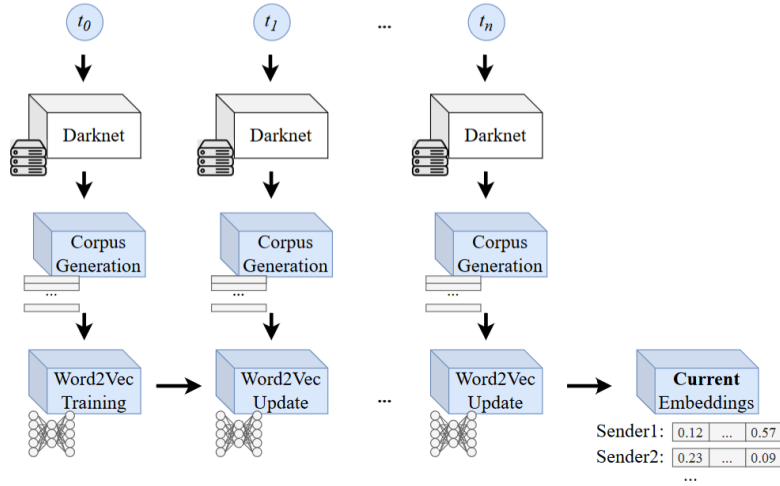 t0 t1 ... tn
Darknet Darknet Darknet
Corpus Corpus Corpus
Generation Generation Generation
... ... ...
Word2Vec Word2Vec Word2Vec Current
Training Update ... Update Embeddings
Sender1: 0.12 ... 0.57
Sender2: 0.23 ... 0.09
...